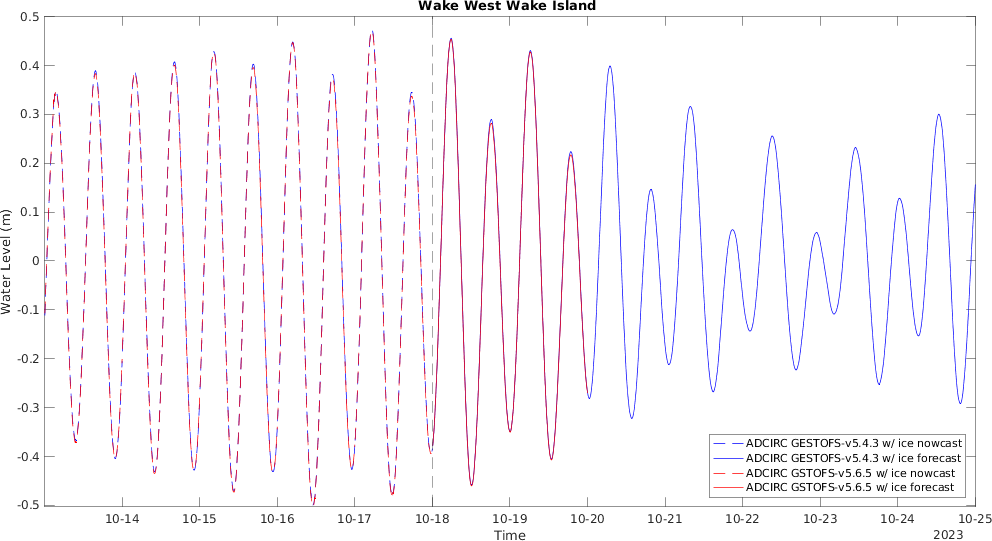 Wake West Wake Island
0.5
0.4
0.3
0.2
0.1
0
-0.1
-0.2
-0.3
-0.4
-0.5
Water Level (m)
10-14 10-15 10-16 10-17 10-18 10-19 10-20 10-21 10-22 10-23 10-24 10-25
Time
2023
ADCIRC GESTOFS-v5.4.3 w/ ice nowcast
ADCIRC GESTOFS-v5.4.3 w/ ice forecast
ADCIRC GSTOFS-v5.6.5 w/ ice nowcast
ADCIRC GSTOFS-v5.6.5 w/ ice forecast